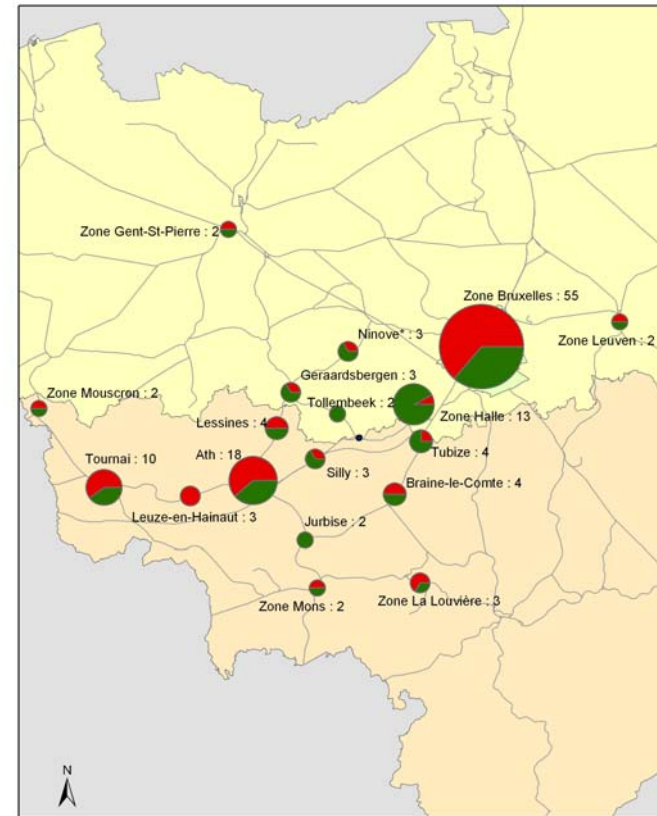 Zone Gent-St-Pierre : 2
Zone Bruxelles : 55
Ninove* : 3
Zone Leuven : 2
Geraardsbergen : 3
Zone Mouscron : 2
Tollembeek : 2
Zone Halle : 13
Lessines : 4
Tubize : 4
Ath : 18
Tournai : 10
Silly : 3
Braine-le-Comte : 4
Leuze-en-Hainaut : 3
Jurbise : 2
Zone Mons : 2
Zone La Louvière : 3
N